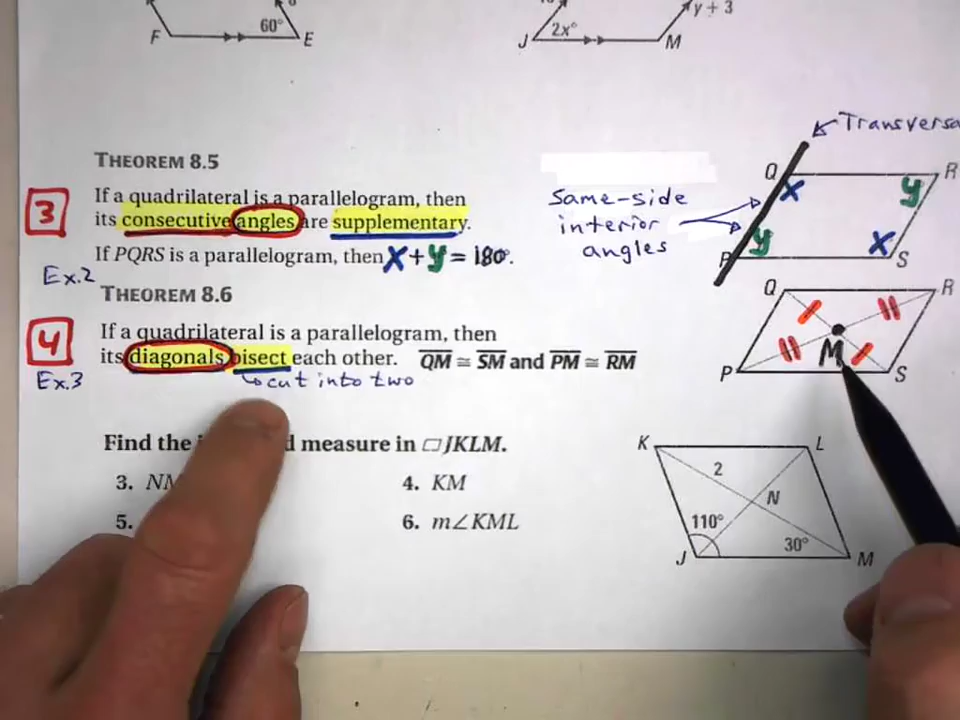 F
60°
E
J
2x°
M
y + 3
Transversa
THEOREM 8.5
3
If a quadrilateral is a parallelogram, then
its consecutive angles are supplementary.
If PQRS is a parallelogram, then x + y = 180°.
Same-side
interior
angles
Q
R
x
y
y
x
P
S
Ex.2
THEOREM 8.6
4
If a quadrilateral is a parallelogram, then
its diagonals bisect each other. QM ≅ SM and PM ≅ RM
Ex.3
cut into two
Q
R
M
P
S
Find the measure in ▱JKLM.
3. NM
4. KM
5.
6. m∠KML
K
L
2
N
110°
30°
J
M